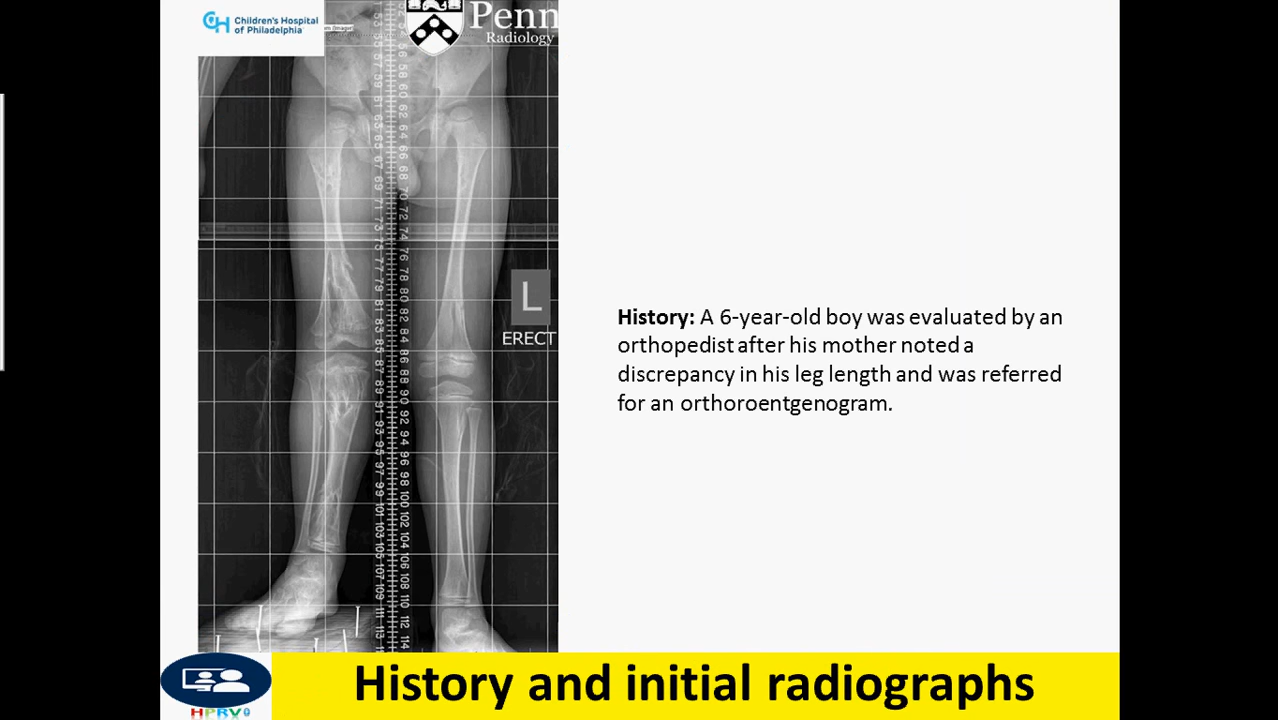 Children's Hospital
of Philadelphia
Penn
Radiology
L
ERECT
History: A 6-year-old boy was evaluated by an
orthopedist after his mother noted a
discrepancy in his leg length and was referred
for an orthoroentgenogram.
History and initial radiographs